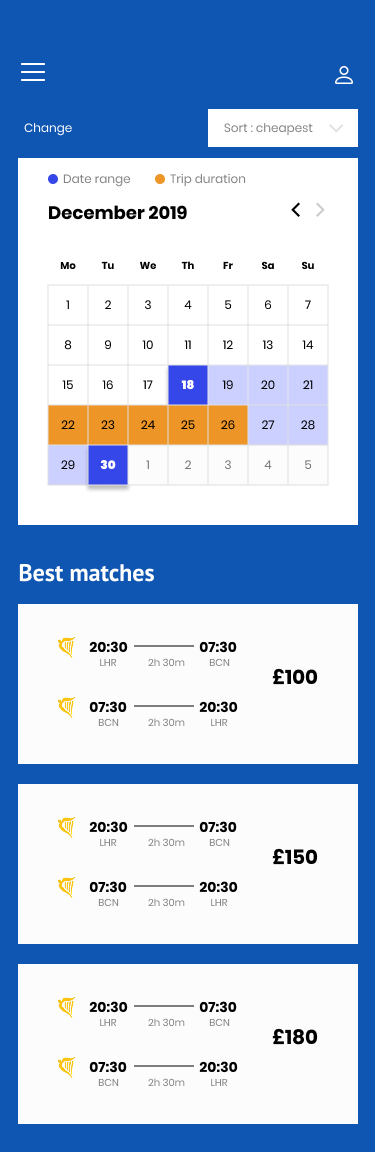 Change
Sort : cheapest
Date range
Trip duration
December 2019
Mo Tu We Th Fr Sa Su
1 2 3 4 5 6 7
8 9 10 11 12 13 14
15 16 17 18 19 20 21
22 23 24 25 26 27 28
29 30 1 2 3 4 5
Best matches
20:30 07:30
LHR 2h 30m BCN
£100
07:30 20:30
BCN 2h 30m LHR
20:30 07:30
LHR 2h 30m BCN
£150
07:30 20:30
BCN 2h 30m LHR
20:30 07:30
LHR 2h 30m BCN
£180
07:30 20:30
BCN 2h 30m LHR